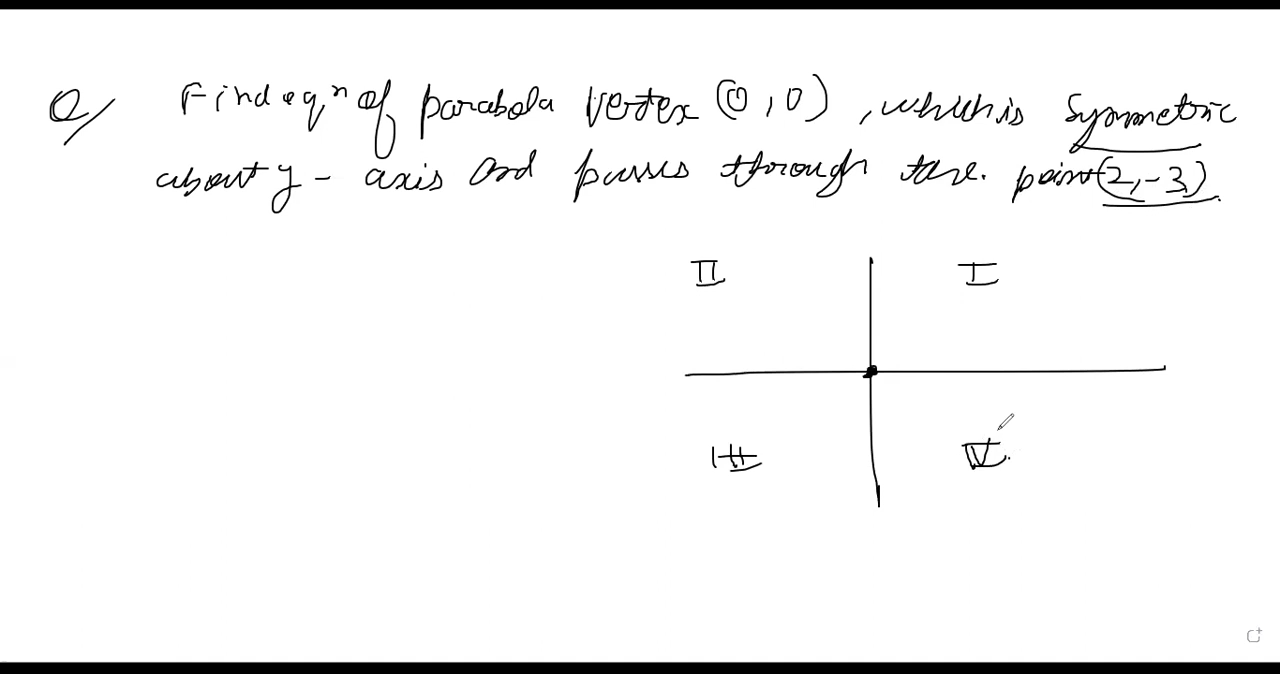 Q/ Find eqⁿ of parabola vertex (0,0), which is symmetric
about y-axis and passes through the point (2,-3).
II I
III IV